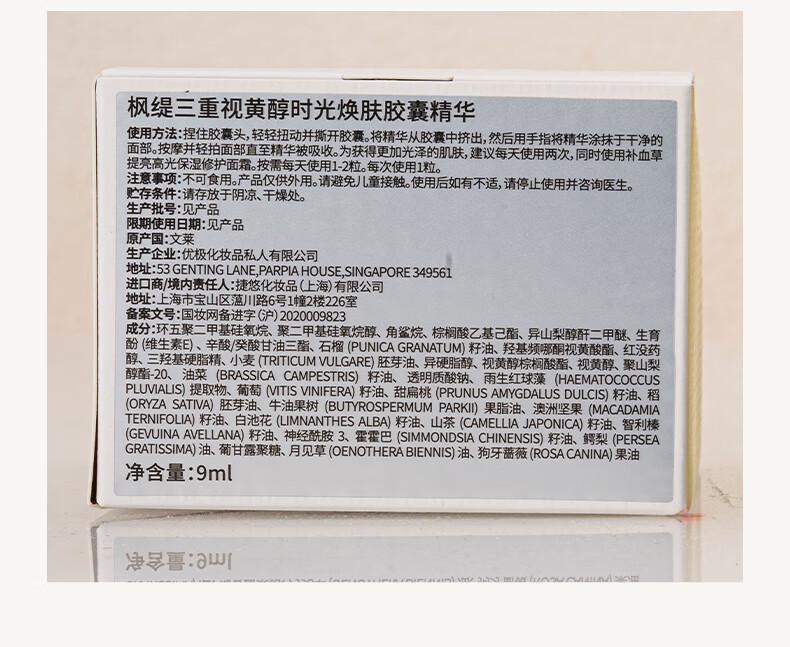 枫缇三重视黄醇时光焕肤胶囊精华
使用方法:捏住胶囊头，轻轻扭动并撕开胶囊。将精华从胶囊中挤出，然后用手指将精华涂抹于干净的
面部。按摩并轻拍面部直至精华被吸收。为获得更加光泽的肌肤，建议每天使用两次，同时使用补血草
提亮高光保湿修护面霜。按需每天使用1-2粒。每次使用1粒。
注意事项:不可食用。产品仅供外用。请避免儿童接触。使用后如有不适，请停止使用并咨询医生。
贮存条件:请存放于阴凉、干燥处。
生产批号:见产品
限期使用日期:见产品
原产国:文莱
生产企业:优极化妆品私人有限公司
地址:53 GENTING LANE,PARPIA HOUSE,SINGAPORE 349561
进口商/境内责任人:捷悠化妆品(上海)有限公司
地址:上海市宝山区薀川路6号1幢2楼226室
备案文号:国妆网备进字(沪)2020009823
成分:环五聚二甲基硅氧烷、聚二甲基硅氧烷醇、角鲨烷、棕榈酸乙基己酯、异山梨醇酐二甲醚、生育
酚(维生素E)、辛酸/癸酸甘油三酯、石榴(PUNICA GRANATUM)籽油、羟基频哪酮视黄酸酯、红没药
醇、三羟基硬脂精、小麦(TRITICUM VULGARE)胚芽油、异硬脂醇、视黄醇棕榈酸酯、视黄醇、聚山梨
醇酯-20、油菜(BRASSICA CAMPESTRIS)籽油、透明质酸钠、雨生红球藻(HAEMATOCOCCUS
PLUVIALIS)提取物、葡萄(VITIS VINIFERA)籽油、甜扁桃(PRUNUS AMYGDALUS DULCIS)籽油、稻
(ORYZA SATIVA)胚芽油、牛油果树(BUTYROSPERMUM PARKII)果脂油、澳洲坚果(MACADAMIA
TERNIFOLIA)籽油、白池花(LIMNANTHES ALBA)籽油、山茶(CAMELLIA JAPONICA)籽油、智利榛
(GEVUINA AVELLANA)籽油、神经酰胺 3、霍霍巴(SIMMONDSIA CHINENSIS)籽油、鳄梨(PERSEA
GRATISSIMA)油、葡甘露聚糖、月见草(OENOTHERA BIENNIS)油、狗牙蔷薇(ROSA CANINA)果油
净含量:9ml